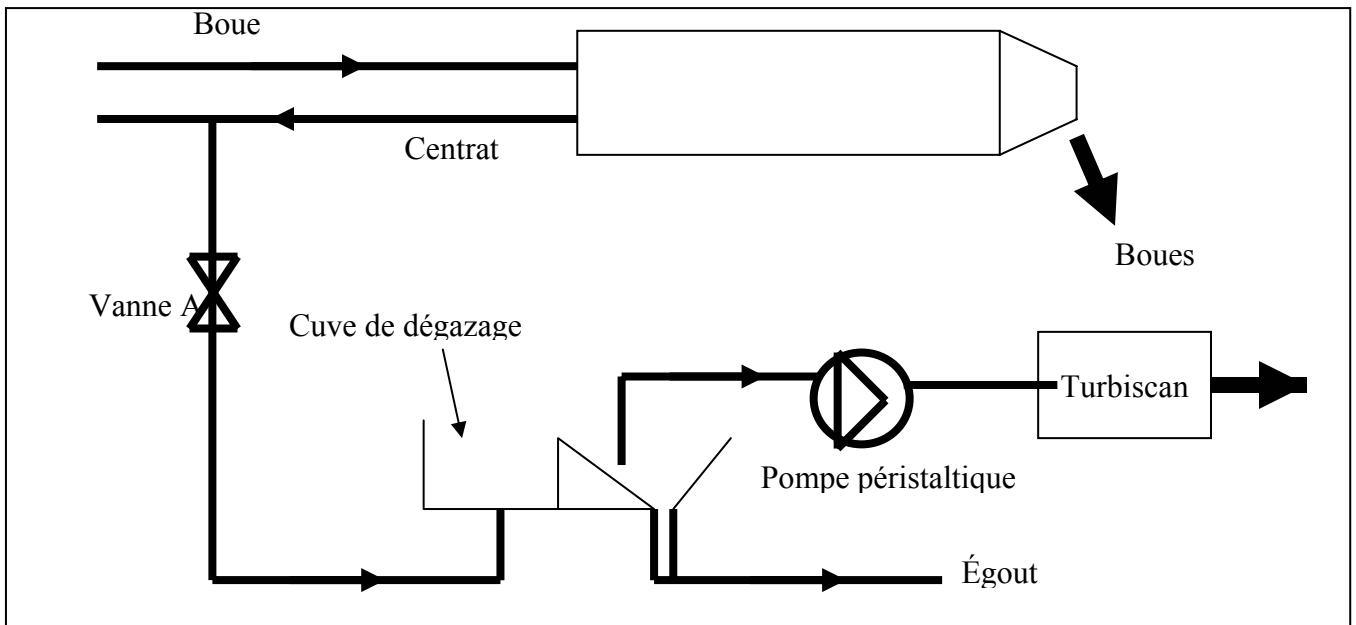 Boue
Centrat
Boues
Vanne A
Cuve de dégazage
Turbiscan
Pompe péristaltique
Égout